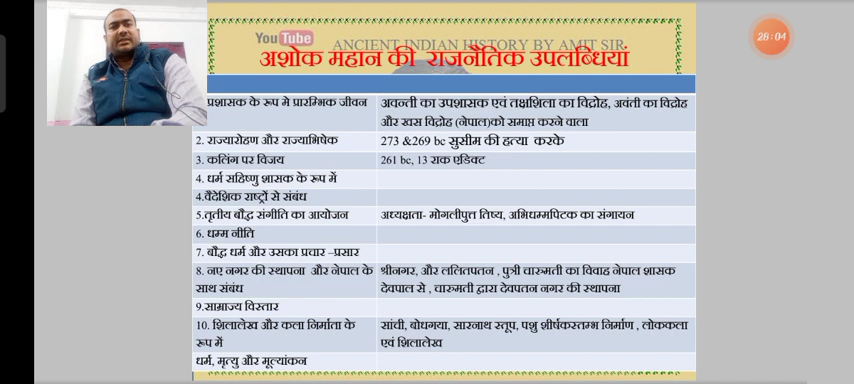 28:04
YouTube
ANCIENT INDIAN HISTORY BY AMIT SIR
अशोक महान की राजनैतिक उपलब्धियां
प्रशासक के रूप मे प्रारम्भिक जीवन
अवन्ती का उपशासक एवं तक्षशिला का विद्रोह, अवंती का विद्रोह
और खस विद्रोह (नेपाल)को समाप्त करने वाला
2. राज्यारोहण और राज्याभिषेक
273 &269 bc सुसीम की हत्या करके
3. कलिंग पर विजय
261 bc, 13 राक एडिक्ट
4. धर्म सहिष्णु शासक के रूप में
4.वैदेशिक राष्ट्रों से संबंध
5.तृतीय बौद्ध संगीति का आयोजन
अध्यक्षता- मोगलीपुत्त तिष्य, अभिधम्मपिटक का संगायन
6. धम्म नीति
7. बौद्ध धर्म और उसका प्रचार –प्रसार
8. नए नगर की स्थापना और नेपाल के
साथ संबंध
श्रीनगर, और ललितपतन , पुत्री चारुमती का विवाह नेपाल शासक
देवपाल से , चारुमती द्वारा देवपतन नगर की स्थापना
9.साम्राज्य विस्तार
10. शिलालेख और कला निर्माता के
रूप में
सांची, बोधगया, सारनाथ स्तूप, पशु शीर्षकस्तम्भ निर्माण , लोककला
एवं शिलालेख
धर्म, मृत्यु और मूल्यांकन